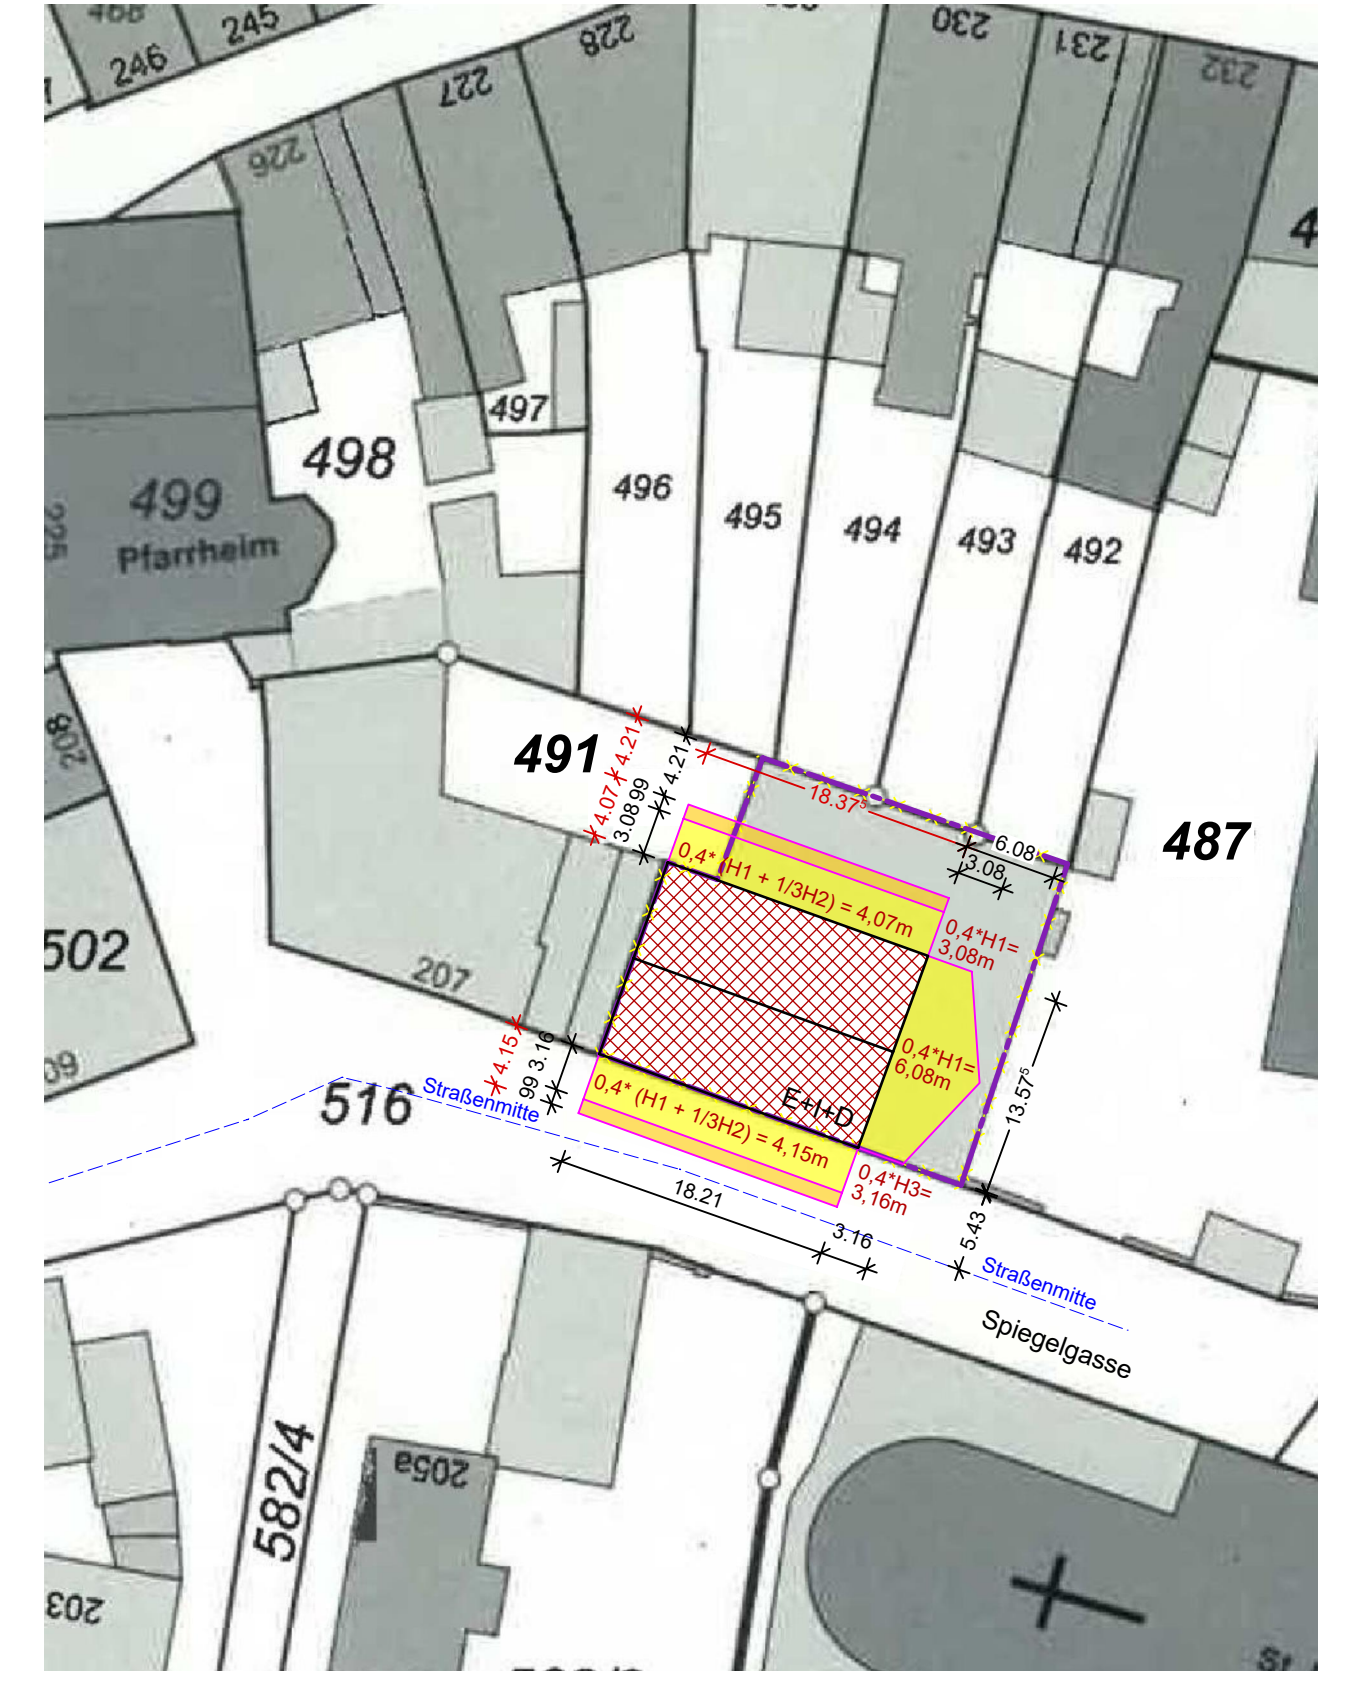 246
245
226
227
228
230
231
232
499
Pfarrheim
225
498
497
496
495
494
493
492
208
491
487
502
207
4.21
4.07
4.21
99
3.08
18.37⁵
6.08
3.08
0,4* (H1 + 1/3H2) = 4,07m
0,4*H1=
3,08m
0,4*H1=
6,08m
E+I+D
0,4* (H1 + 1/3H2) = 4,15m
0,4*H3=
3,16m
4.15
3.16
99
13.57⁵
18.21
3.16
5.43
516
Straßenmitte
Straßenmitte
Spiegelgasse
582/4
205a
203